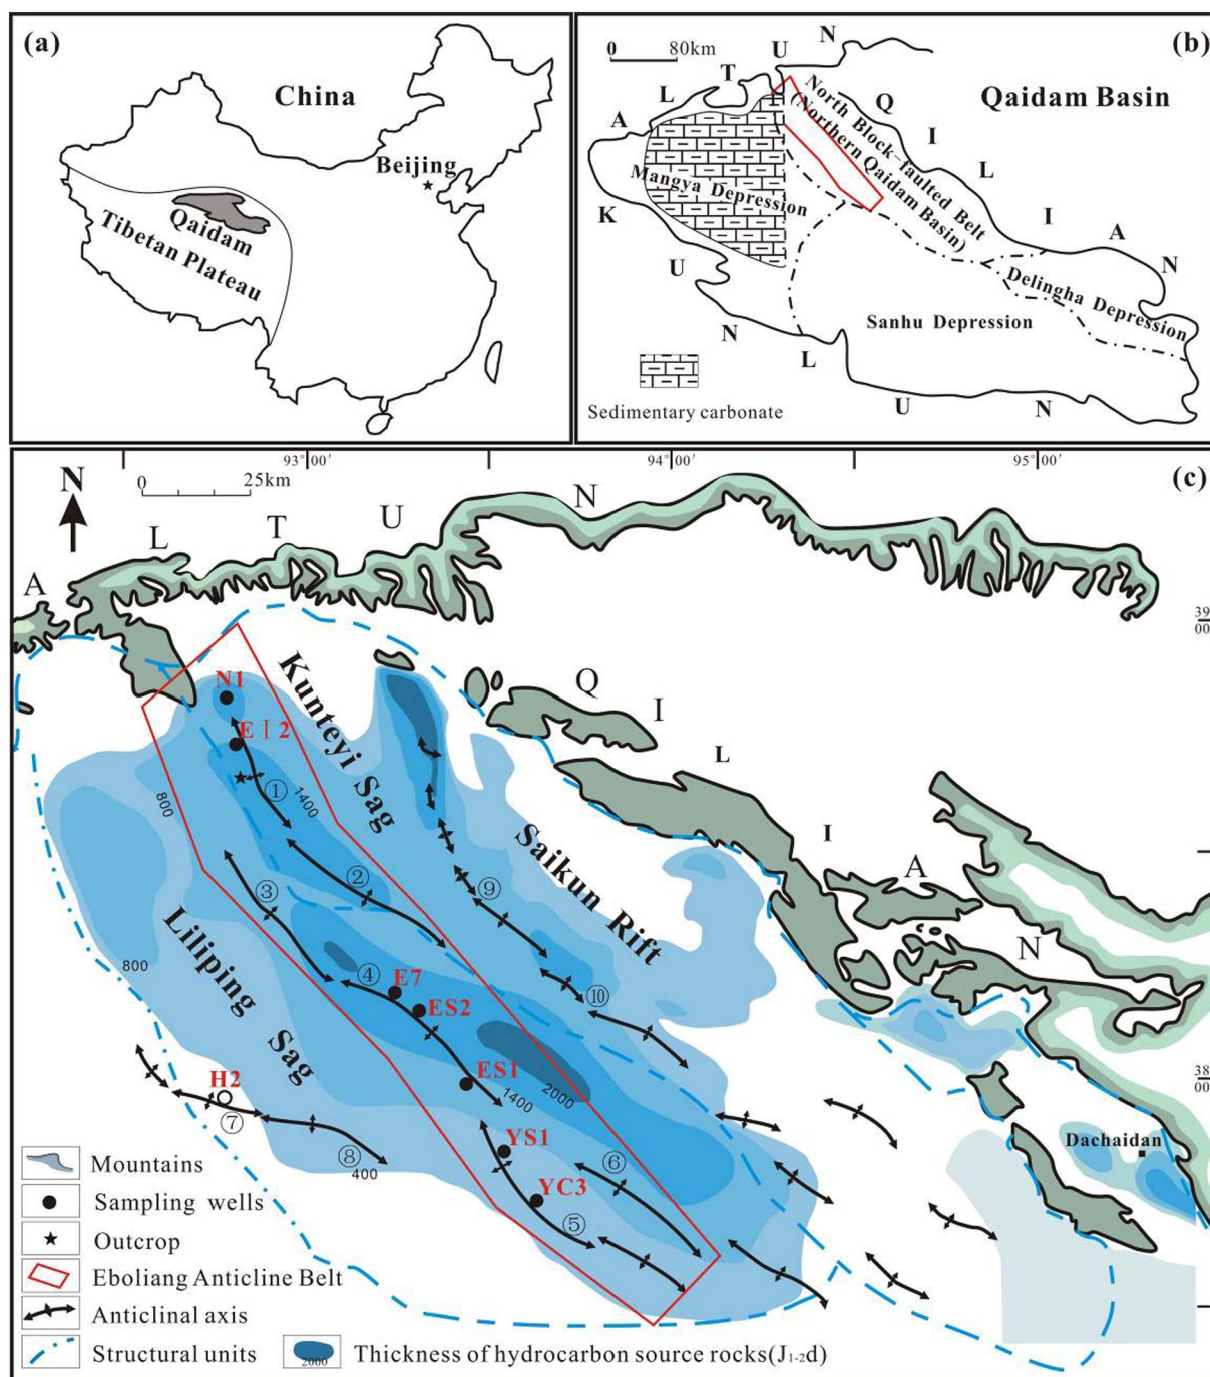 (a)
China
Beijing
Qaidam
Tibetan Plateau
(b)
0 80km
A L T U N
Q I L I A N
K U N L U N
Qaidam Basin
North Block-faulted Belt
(Northern Qaidam Basin)
Mangya Depression
Delingha Depression
Sanhu Depression
Sedimentary carbonate
(c)
93°00′ 94°00′ 95°00′
N
0 25km
A L T U N
39
00
Q I L I A N
N1
E I 2
Kunteyi Sag
①
1400
800
Saikun Rift
②
③
⑨
Liliping Sag
800
④
E7
ES2
⑩
ES1
1400
2000
38
00
H2
⑦
⑧
400
YS1
⑥
YC3
⑤
Dachaidan
Mountains
Sampling wells
Outcrop
Eboliang Anticline Belt
Anticlinal axis
Structural units
2000
Thickness of hydrocarbon source rocks(J₁₋₂d)